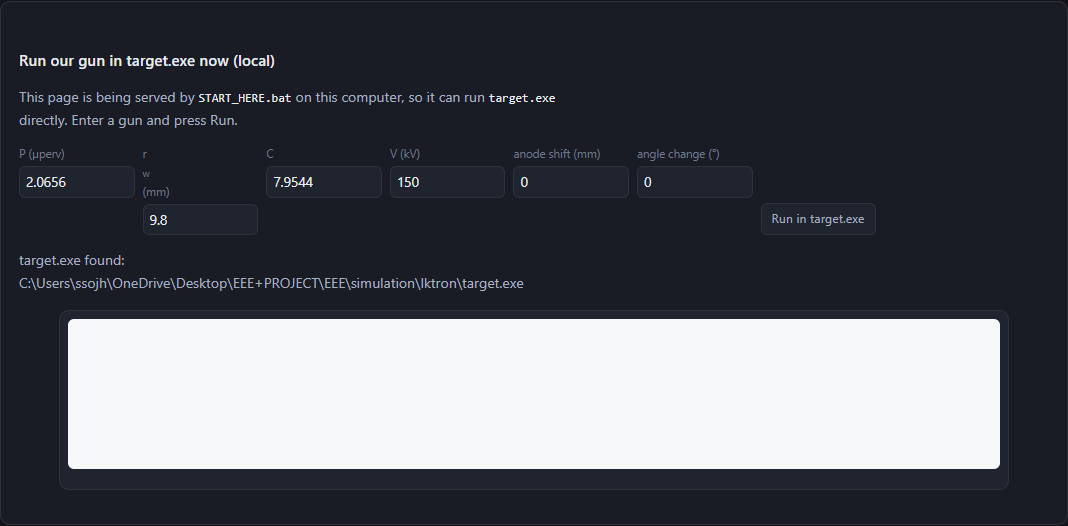 Run our gun in target.exe now (local)
This page is being served by START_HERE.bat on this computer, so it can run target.exe
directly. Enter a gun and press Run.
P (μperv)
r
w
(mm)
C
V (kV)
anode shift (mm)
angle change (°)
2.0656
9.8
7.9544
150
0
0
Run in target.exe
target.exe found:
C:\Users\ssojh\OneDrive\Desktop\EEE+PROJECT\EEE\simulation\lktron\target.exe